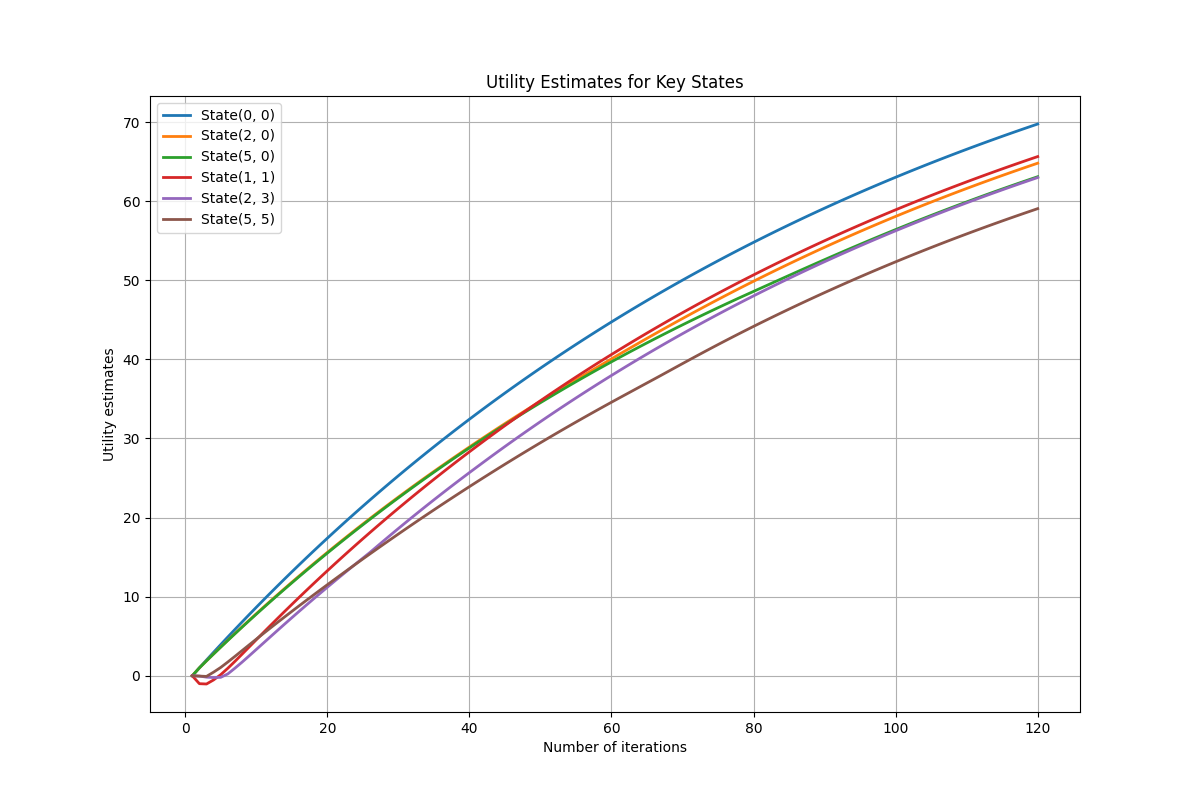 Utility Estimates for Key States
State(0, 0)
State(2, 0)
State(5, 0)
State(1, 1)
State(2, 3)
State(5, 5)
Utility estimates
70
60
50
40
30
20
10
0
0 20 40 60 80 100 120
Number of iterations